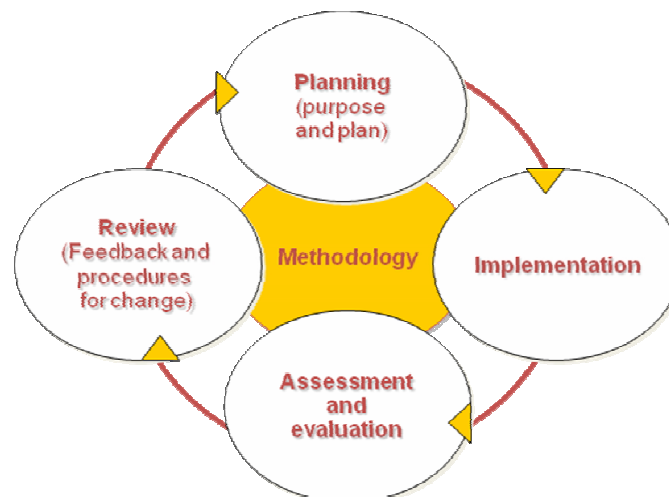 Planning
(purpose
and plan)
Review
(Feedback and
procedures
for change)
Methodology
Implementation
Assessment
and
evaluation